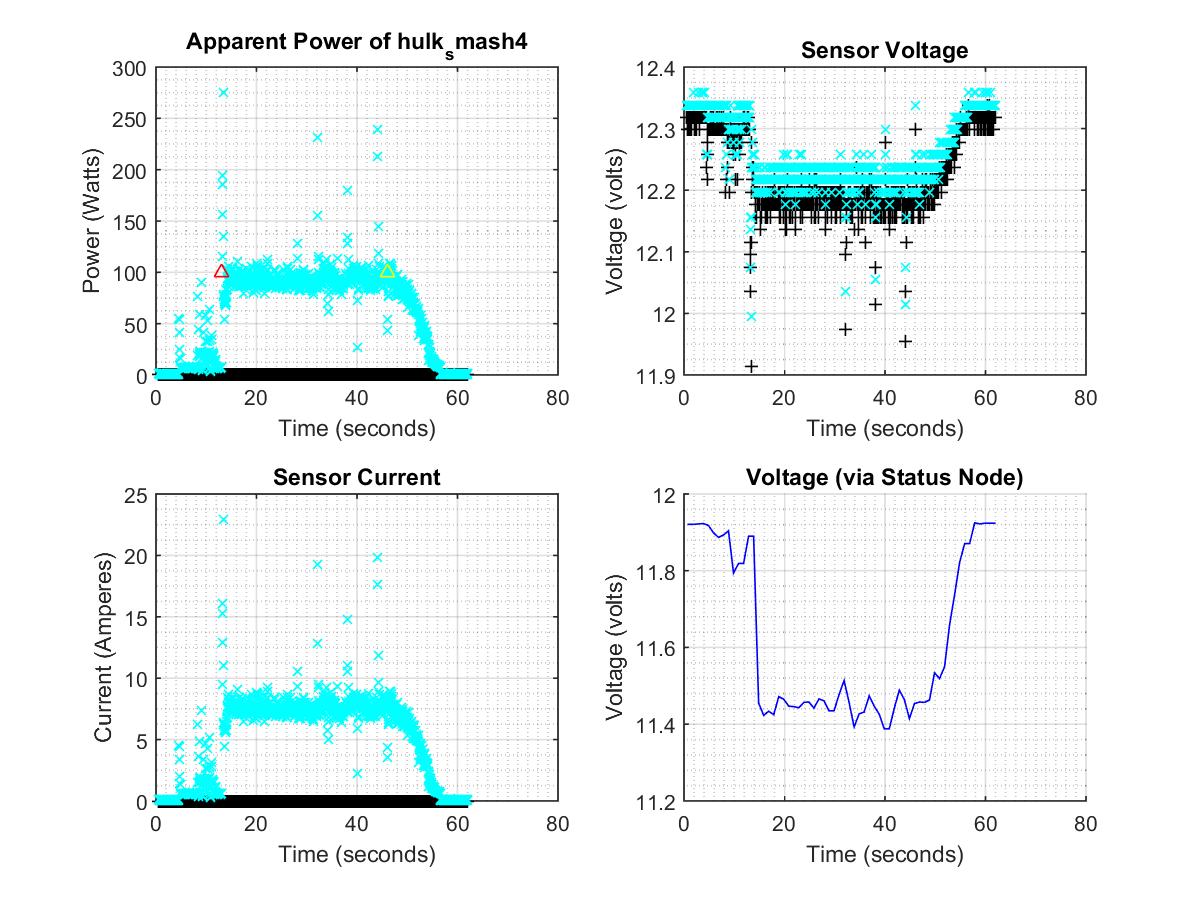 Apparent Power of hulk_smash4
300
250
200
150
100
50
0
Power (Watts)
0 20 40 60 80
Time (seconds)
Sensor Voltage
12.4
12.3
12.2
12.1
12
11.9
Voltage (volts)
0 20 40 60 80
Time (seconds)
Sensor Current
25
20
15
10
5
0
Current (Amperes)
0 20 40 60 80
Time (seconds)
Voltage (via Status Node)
12
11.8
11.6
11.4
11.2
Voltage (volts)
0 20 40 60 80
Time (seconds)